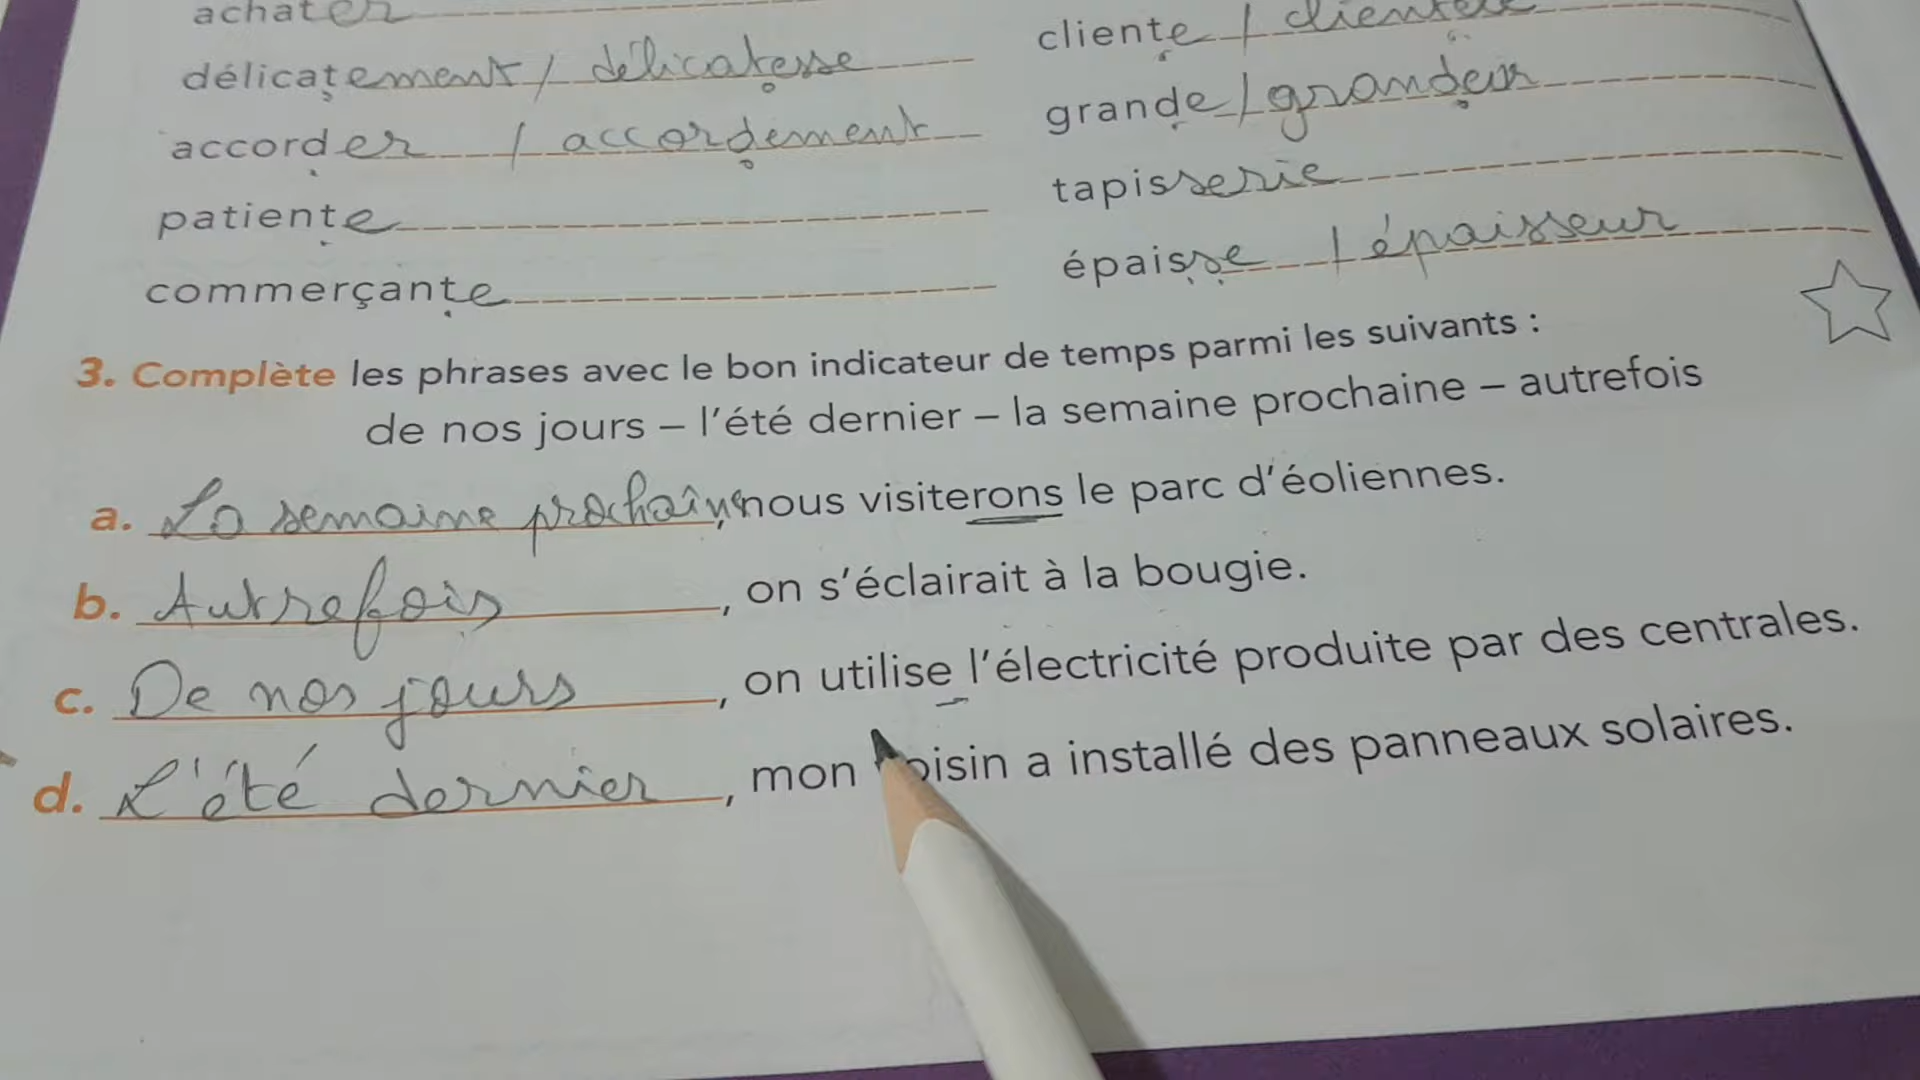 achater
délicatement / délicatesse
accorder / accordement
patiente
commerçante
cliente / clientèle
grande / grandeur
tapisserie
épaisse / épaisseur
3. Complète les phrases avec le bon indicateur de temps parmi les suivants :
de nos jours – l'été dernier – la semaine prochaine – autrefois
a. La semaine prochaîne, nous visiterons le parc d'éoliennes.
b. Autrefois, on s'éclairait à la bougie.
c. De nos jours, on utilise l'électricité produite par des centrales.
d. L'été dernier, mon voisin a installé des panneaux solaires.